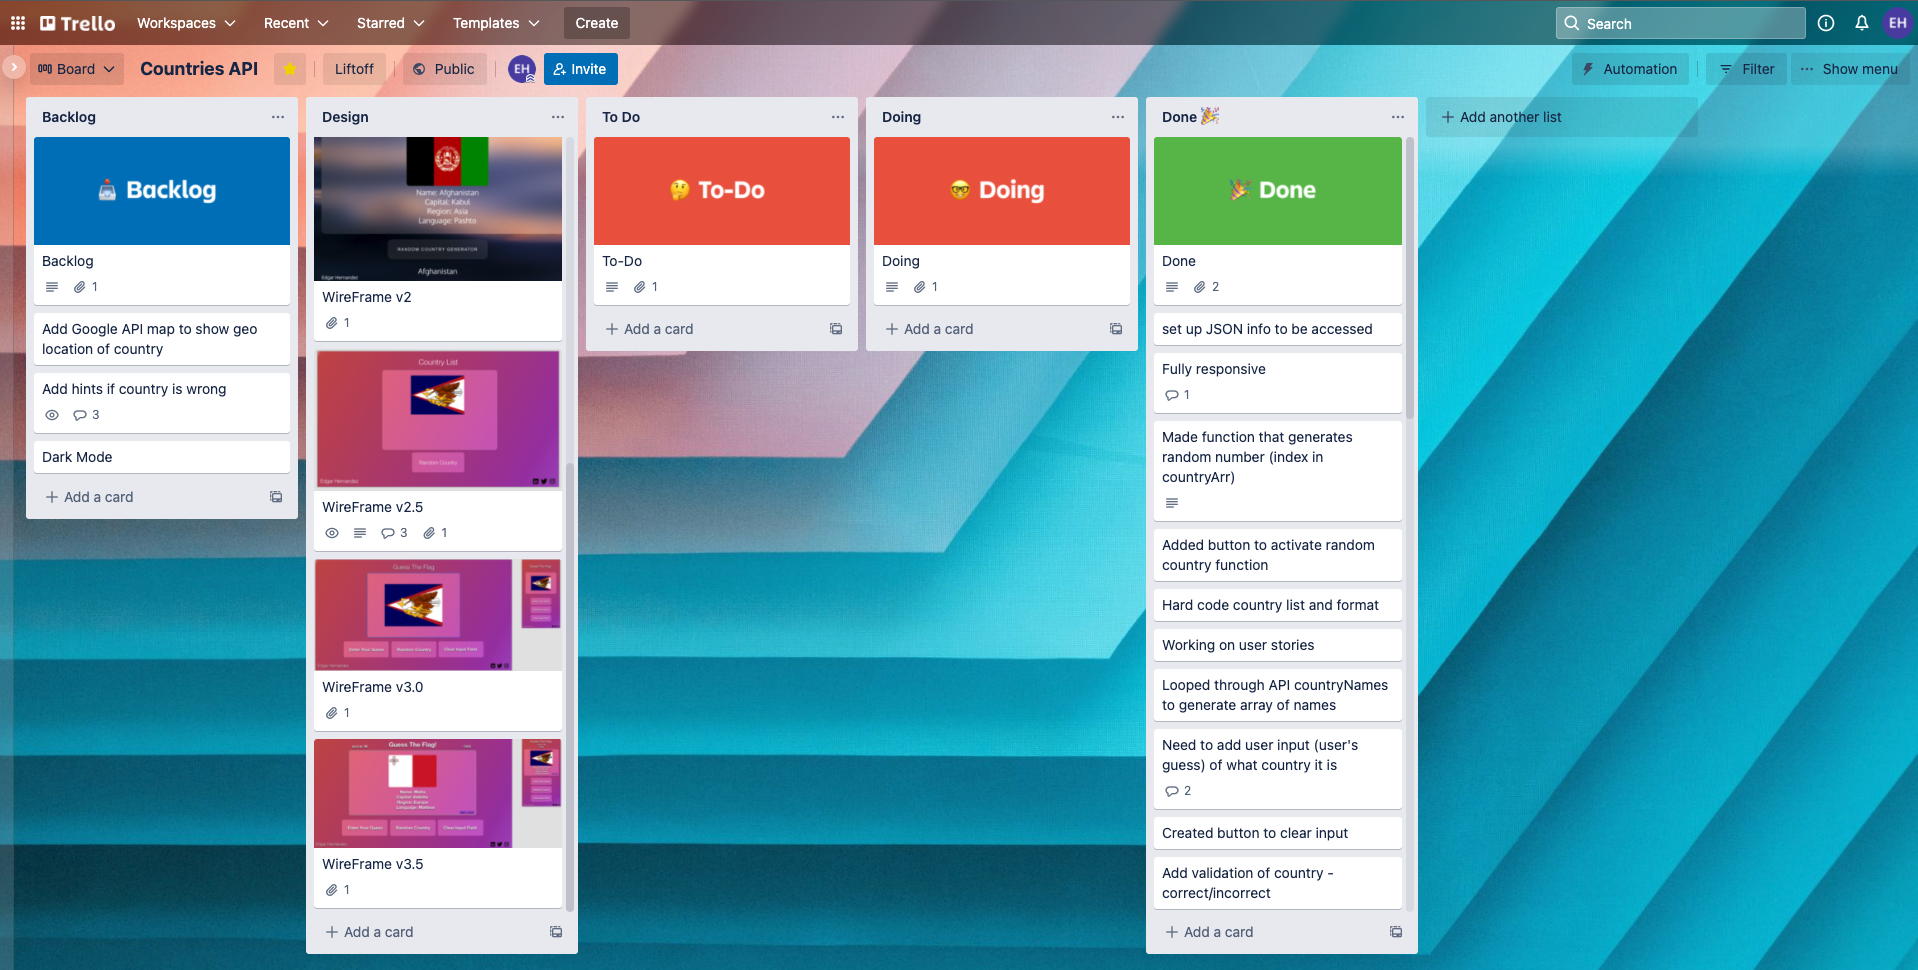 Trello
Workspaces
Recent
Starred
Templates
Create
Search
EH
Board
Countries API
Liftoff
Public
EH
Invite
Automation
Filter
Show menu
Backlog
Backlog
Backlog
1
Add Google API map to show geo
location of country
Add hints if country is wrong
3
Dark Mode
Add a card
Design
Name: Afghanistan
Capital: Kabul
Region: Asia
Language: Pashto
RANDOM COUNTRY GENERATOR
Afghanistan
Edgar Hernandez
WireFrame v2
1
Country List
Random Country
Edgar Hernandez
WireFrame v2.5
3
1
Guess The Flag
Enter Your Guess
Random Country
Clear Input Field
Edgar Hernandez
WireFrame v3.0
1
Guess The Flag!
Name: Malta
Capital: Valletta
Region: Europe
Language: Maltese
Enter Your Guess
Random Country
Clear Input Field
Edgar Hernandez
WireFrame v3.5
1
Add a card
To Do
To-Do
To-Do
1
Add a card
Doing
Doing
Doing
1
Add a card
Done
Done
Done
2
set up JSON info to be accessed
Fully responsive
1
Made function that generates
random number (index in
countryArr)
Added button to activate random
country function
Hard code country list and format
Working on user stories
Looped through API countryNames
to generate array of names
Need to add user input (user's
guess) of what country it is
2
Created button to clear input
Add validation of country -
correct/incorrect
Add a card
Add another list